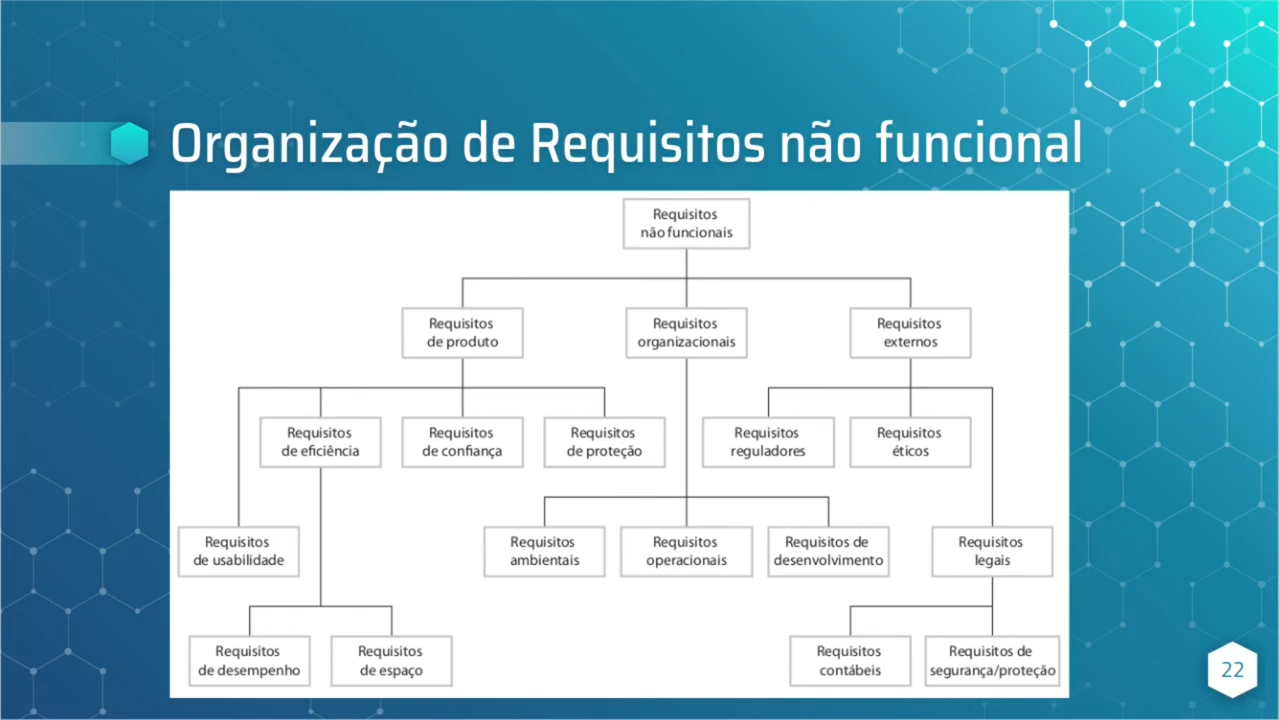 Organização de Requisitos não funcional
Requisitos
não funcionais
Requisitos
de produto
Requisitos
organizacionais
Requisitos
externos
Requisitos
de eficiência
Requisitos
de confiança
Requisitos
de proteção
Requisitos
reguladores
Requisitos
éticos
Requisitos
de usabilidade
Requisitos
ambientais
Requisitos
operacionais
Requisitos de
desenvolvimento
Requisitos
legais
Requisitos
de desempenho
Requisitos
de espaço
Requisitos
contábeis
Requisitos de
segurança/proteção
22